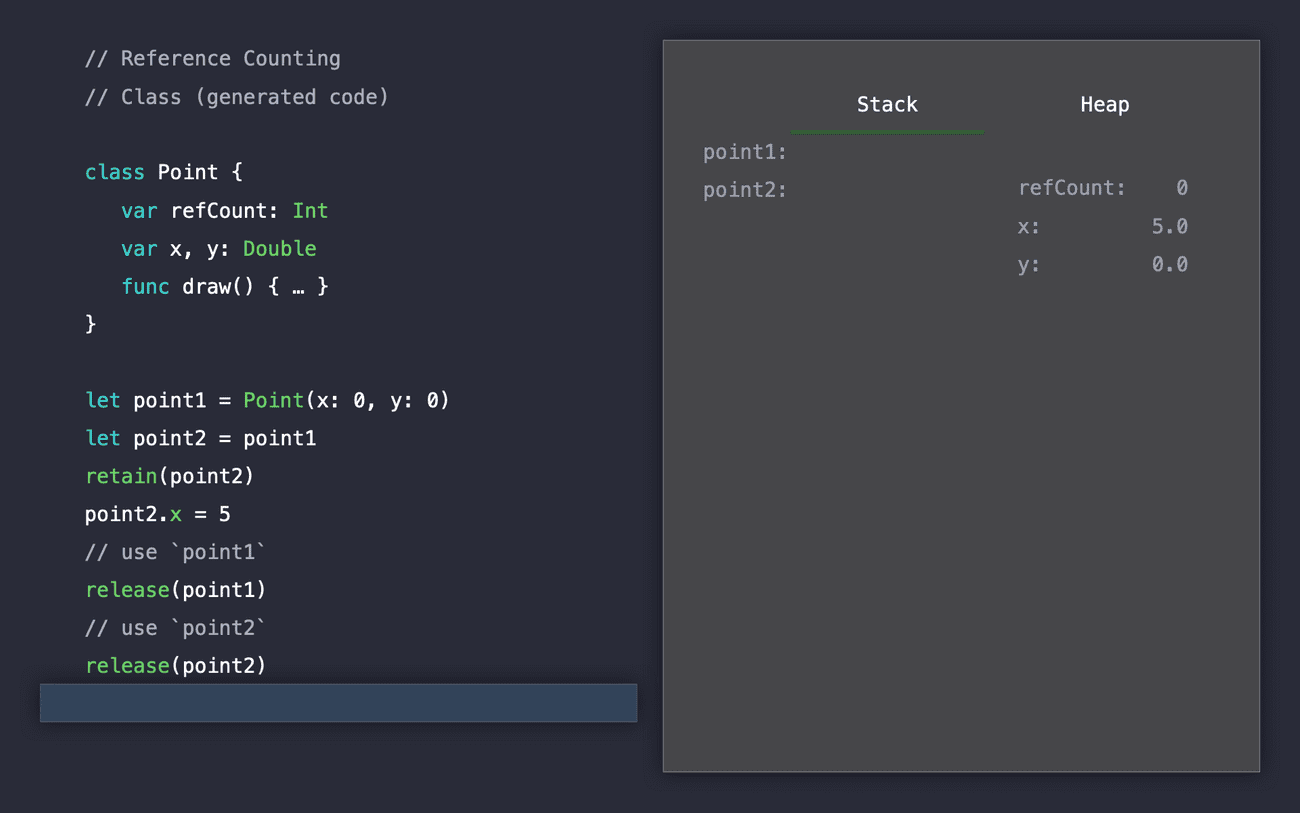 // Reference Counting
// Class (generated code)
class Point {
var refCount: Int
var x, y: Double
func draw() { … }
}
let point1 = Point(x: 0, y: 0)
let point2 = point1
retain(point2)
point2.x = 5
// use `point1`
release(point1)
// use `point2`
release(point2)
Stack Heap
point1:
point2:
refCount: 0
x: 5.0
y: 0.0